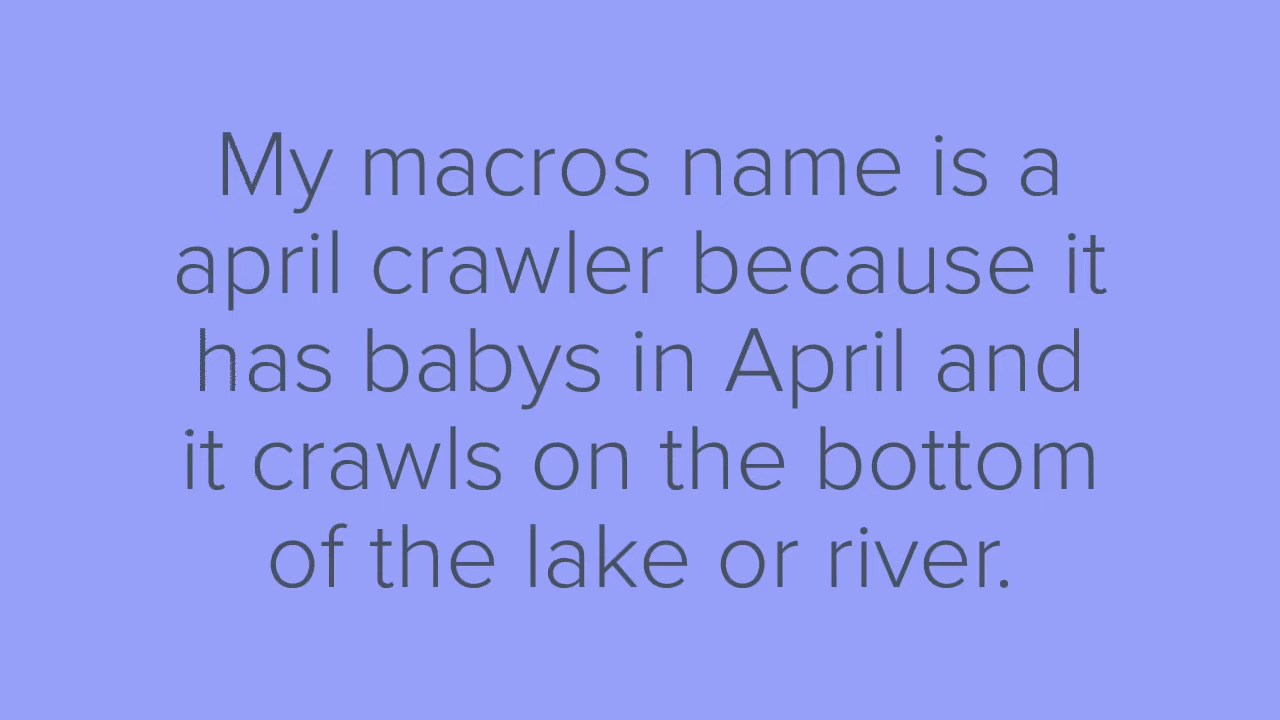 My macros name is a
april crawler because it
has babys in April and
it crawls on the bottom
of the lake or river.